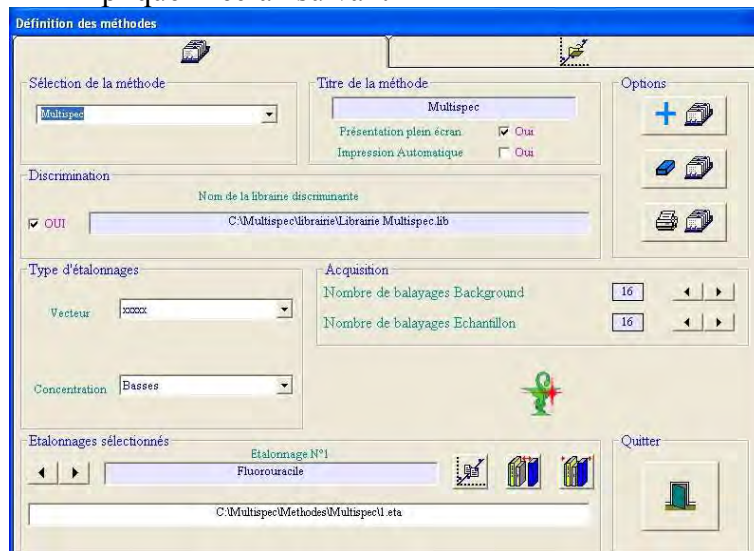 Définition des méthodes
Sélection de la méthode
Multispec
Titre de la méthode
Multispec
Présentation plein écran
Oui
Impression Automatique
Oui
Options
Discrimination
Nom de la librairie discriminante
OUI
C:\Multispec\librairie\Librairie Multispec.lib
Type d'étalonnages
Vecteur
xxxxx
Concentration
Basses
Acquisition
Nombre de balayages Background
16
Nombre de balayages Echantillon
16
Etalonnages sélectionnés
Etalonnage N°1
Fluorouracile
C:\Multispec\Methodes\Multispec\1.eta
Quitter